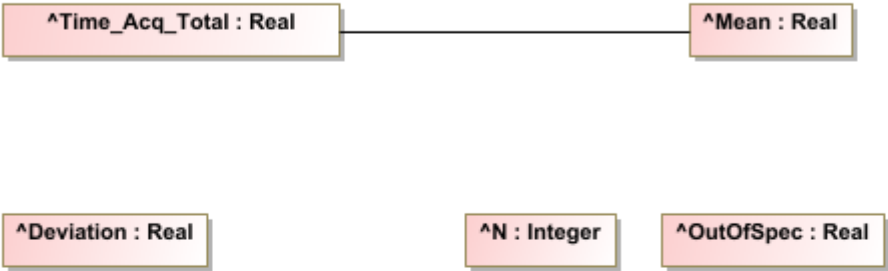 ^Time_Acq_Total : Real
^Mean : Real
^Deviation : Real
^N : Integer
^OutOfSpec : Real